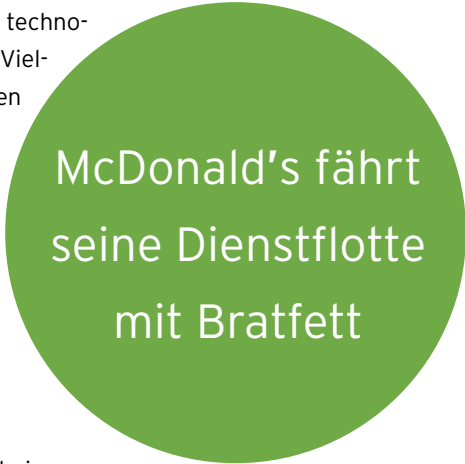 techno-
Viel-
en
McDonald's fährt
seine Dienstflotte
mit Bratfett